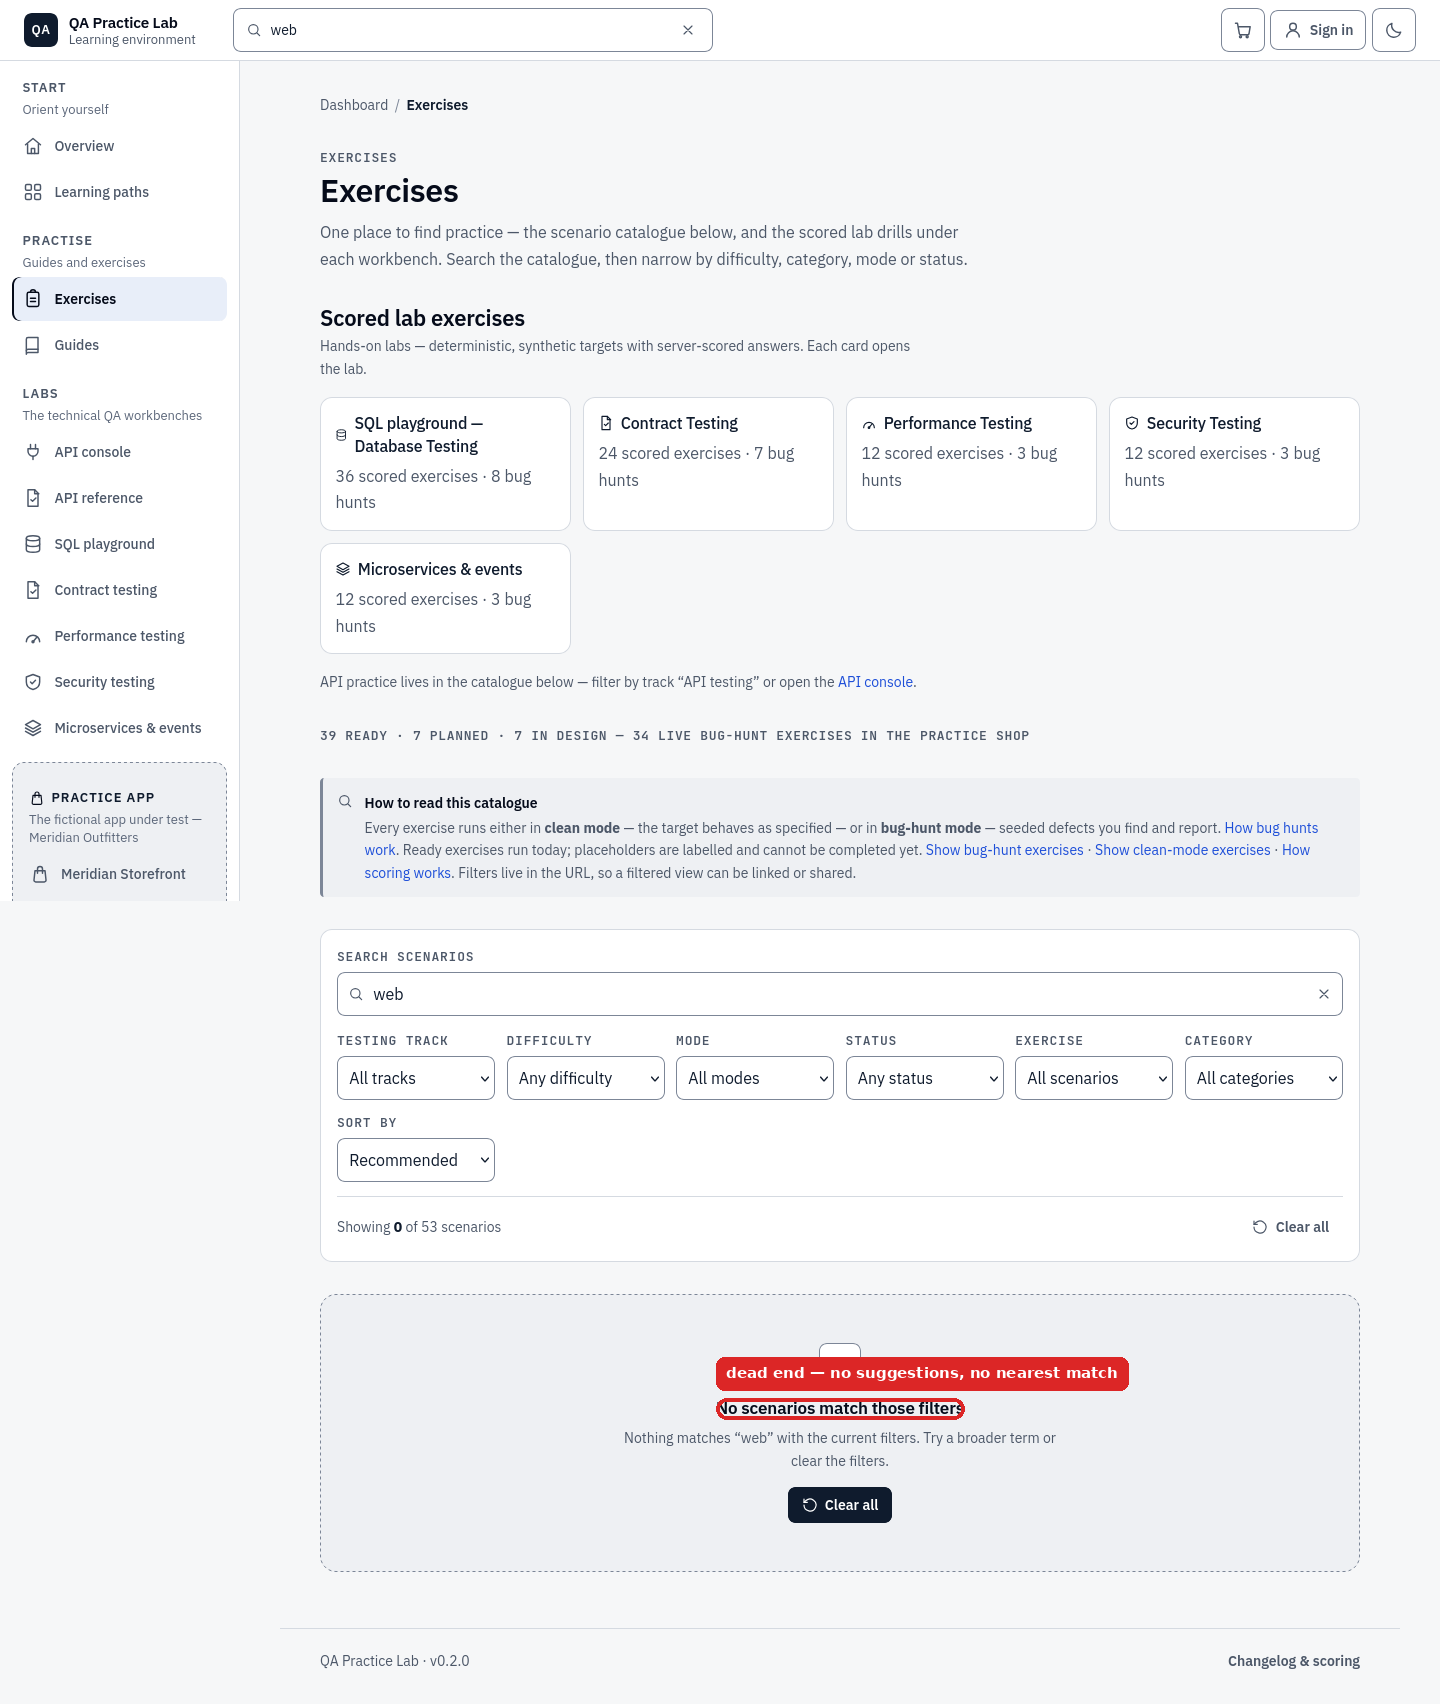 QA
QA Practice Lab
Learning environment
web
Sign in
START
Orient yourself
Overview
Learning paths
PRACTISE
Guides and exercises
Exercises
Guides
LABS
The technical QA workbenches
API console
API reference
SQL playground
Contract testing
Performance testing
Security testing
Microservices & events
PRACTICE APP
The fictional app under test —
Meridian Outfitters
Meridian Storefront
Dashboard / Exercises
EXERCISES
Exercises
One place to find practice — the scenario catalogue below, and the scored lab drills under
each workbench. Search the catalogue, then narrow by difficulty, category, mode or status.
Scored lab exercises
Hands-on labs — deterministic, synthetic targets with server-scored answers. Each card opens
the lab.
SQL playground —
Database Testing
36 scored exercises · 8 bug
hunts
Contract Testing
24 scored exercises · 7 bug
hunts
Performance Testing
12 scored exercises · 3 bug
hunts
Security Testing
12 scored exercises · 3 bug
hunts
Microservices & events
12 scored exercises · 3 bug
hunts
API practice lives in the catalogue below — filter by track “API testing” or open the API console.
39 READY · 7 PLANNED · 7 IN DESIGN — 34 LIVE BUG-HUNT EXERCISES IN THE PRACTICE SHOP
How to read this catalogue
Every exercise runs either in clean mode — the target behaves as specified — or in bug-hunt mode — seeded defects you find and report. How bug hunts
work. Ready exercises run today; placeholders are labelled and cannot be completed yet. Show bug-hunt exercises · Show clean-mode exercises · How
scoring works. Filters live in the URL, so a filtered view can be linked or shared.
SEARCH SCENARIOS
web
TESTING TRACK
DIFFICULTY
MODE
STATUS
EXERCISE
CATEGORY
All tracks
Any difficulty
All modes
Any status
All scenarios
All categories
SORT BY
Recommended
Showing 0 of 53 scenarios
Clear all
dead end — no suggestions, no nearest match
No scenarios match those filters
Nothing matches “web” with the current filters. Try a broader term or
clear the filters.
Clear all
QA Practice Lab · v0.2.0
Changelog & scoring